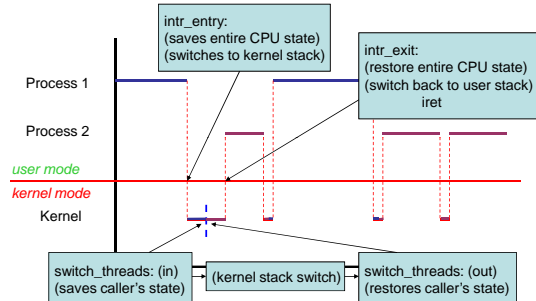 intr_entry:
(saves entire CPU state)
(switches to kernel stack)
intr_exit:
(restore entire CPU state)
(switch back to user stack)
iret
Process 1
Process 2
user mode
kernel mode
Kernel
switch_threads: (in)
(saves caller's state)
(kernel stack switch)
switch_threads: (out)
(restores caller's state)